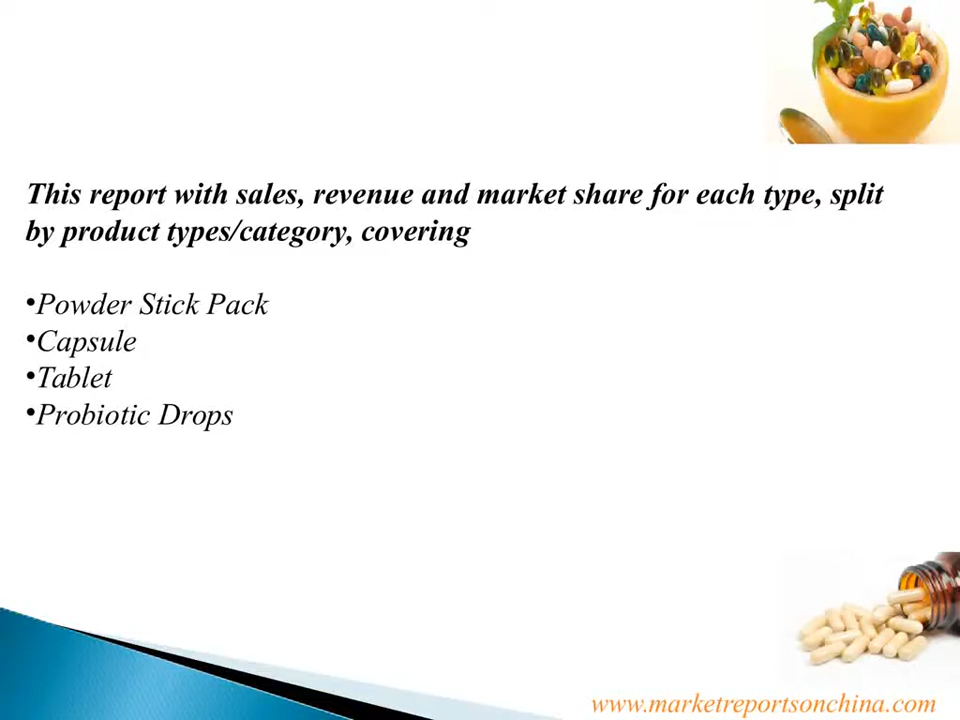 This report with sales, revenue and market share for each type, split
by product types/category, covering
•Powder Stick Pack
•Capsule
•Tablet
•Probiotic Drops
www.marketreportsonchina.com